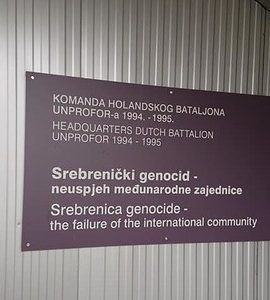 KOMANDA HOLANDSKOG BATALJONA
UNPROFOR-a 1994. -1995.
HEADQUARTERS DUTCH BATTALION
UNPROFOR 1994 - 1995
Srebrenički genocid -
neuspjeh međunarodne zajednice
Srebrenica genocide -
the failure of the international community